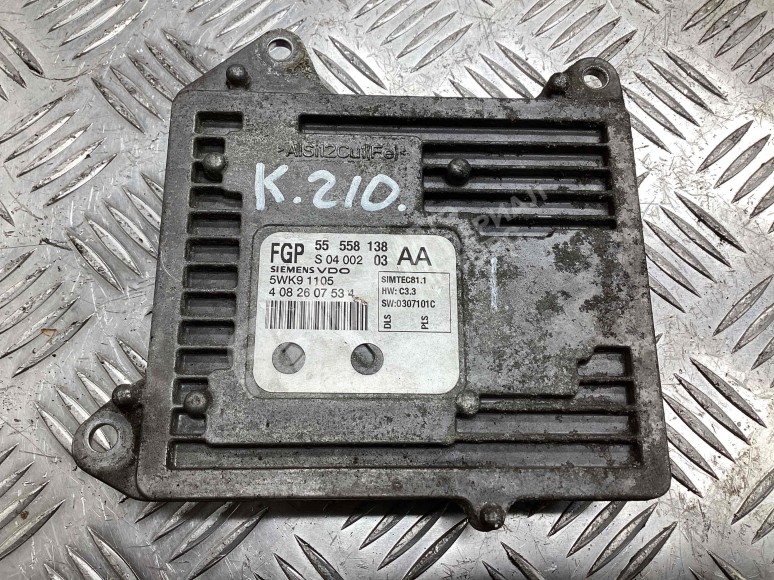 >AlSi12Cu1(Fe)<
K.210.
FGP 55 558 138 AA
S 04 002 03
SIEMENS VDO
5WK9 1105
4 08 26 07 53 4
SIMTEC81.1
HW: C3.3
SW:0307101C
DLS
PLS
РИАЛ